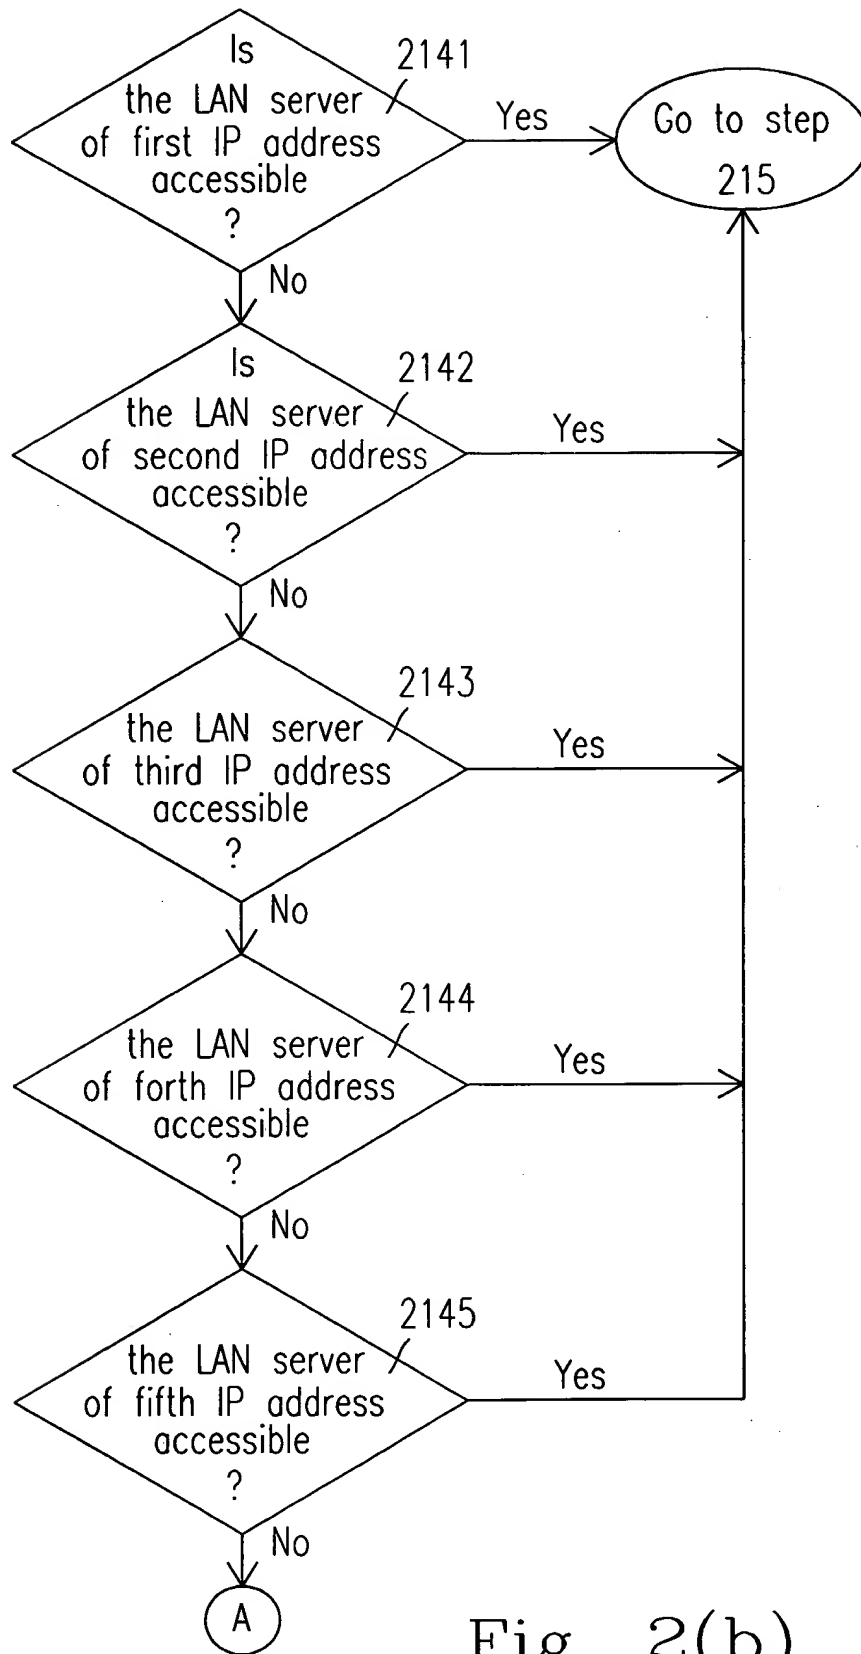 Is
2141
the LAN server
of first IP address
accessible
?
Yes
Go to step
215
No
Is
2142
the LAN server
of second IP address
accessible
?
Yes
No
2143
the LAN server
of third IP address
accessible
?
Yes
No
2144
the LAN server
of forth IP address
accessible
?
Yes
No
2145
the LAN server
of fifth IP address
accessible
?
Yes
No
A
Fig. 2(b)